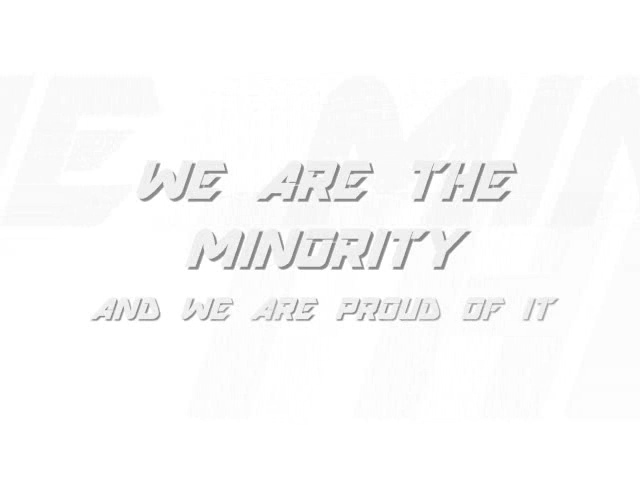 WE ARE THE
MINORITY
AND WE ARE PROUD OF IT